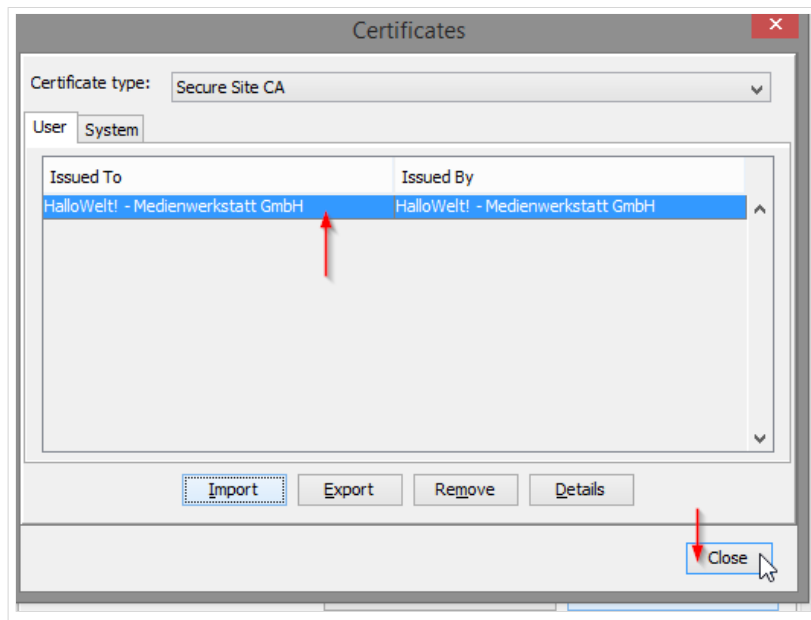 Certificates
Certificate type: Secure Site CA
User System
Issued To Issued By
HalloWelt! - Medienwerkstatt GmbH HalloWelt! - Medienwerkstatt GmbH
Import Export Remove Details
Close